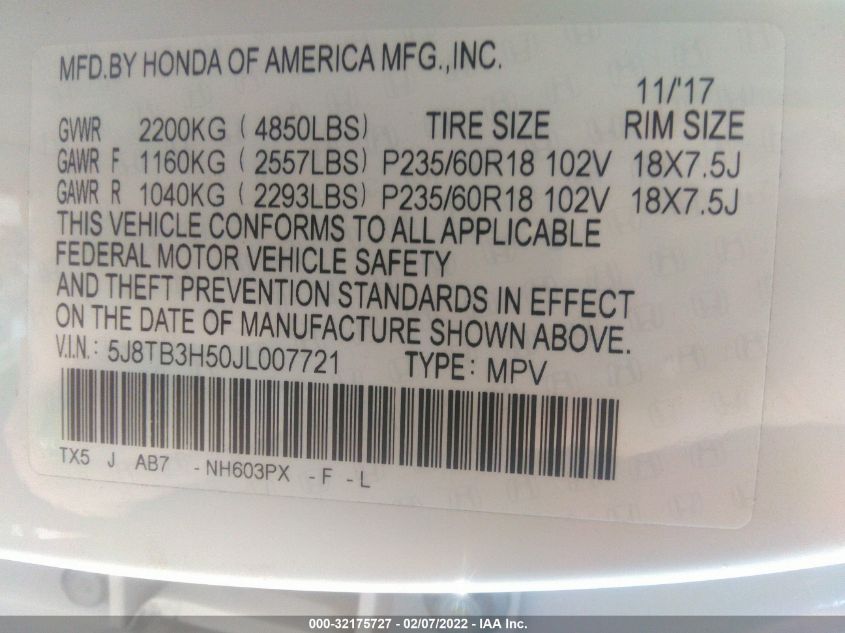 MFD.BY HONDA OF AMERICA MFG.,INC.
11/'17
GVWR 2200KG ( 4850LBS) TIRE SIZE RIM SIZE
GAWR F 1160KG ( 2557LBS) P235/60R18 102V 18X7.5J
GAWR R 1040KG ( 2293LBS) P235/60R18 102V 18X7.5J
THIS VEHICLE CONFORMS TO ALL APPLICABLE
FEDERAL MOTOR VEHICLE SAFETY
AND THEFT PREVENTION STANDARDS IN EFFECT
ON THE DATE OF MANUFACTURE SHOWN ABOVE.
V.I.N.: 5J8TB3H50JL007721 TYPE: MPV
TX5 J AB7 -NH603PX -F -L
000-32175727 - 02/07/2022 - IAA Inc.